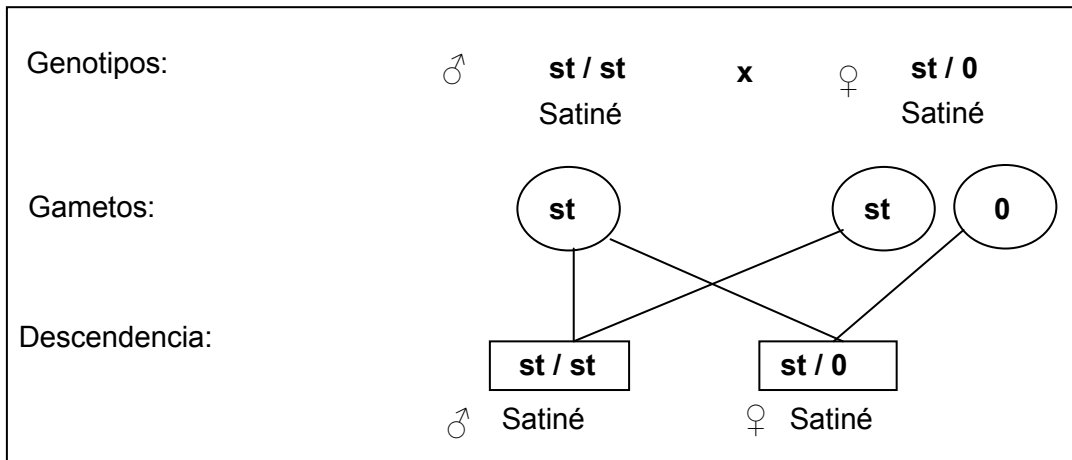 Genotipos: ♂ st / st x ♀ st / 0
Satiné Satiné
Gametos: st st 0
Descendencia:
st / st st / 0
♂ Satiné ♀ Satiné